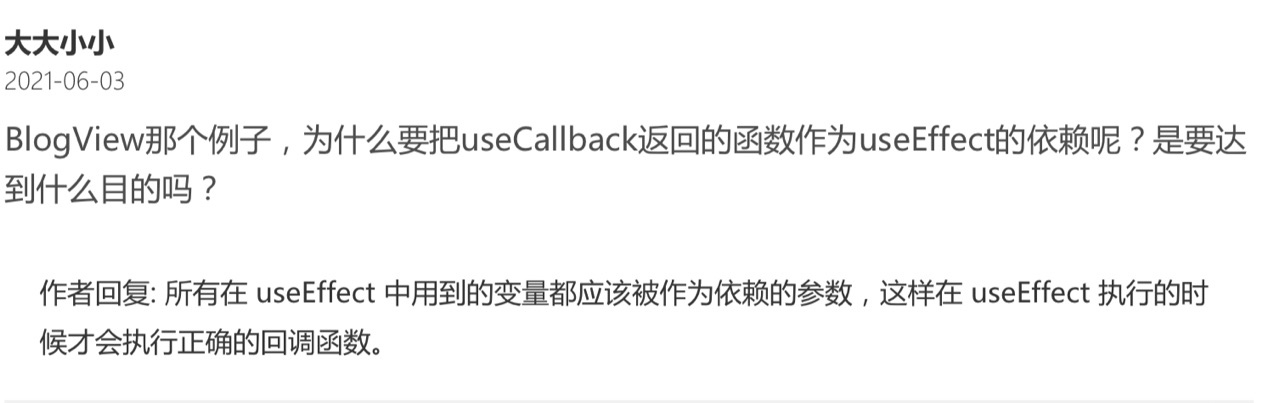 大大小小
2021-06-03
BlogView那个例子，为什么要把useCallback返回的函数作为useEffect的依赖呢？是要达
到什么目的吗？
作者回复: 所有在 useEffect 中用到的变量都应该被作为依赖的参数，这样在 useEffect 执行的时
候才会执行正确的回调函数。